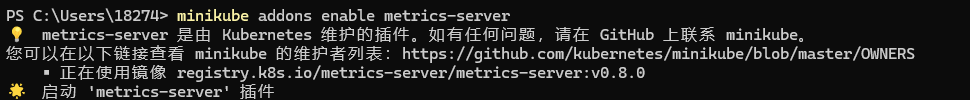 PS C:\Users\18274> minikube addons enable metrics-server
💡 metrics-server 是由 Kubernetes 维护的插件。如有任何问题，请在 GitHub 上联系 minikube。
您可以在以下链接查看 minikube 的维护者列表：https://github.com/kubernetes/minikube/blob/master/OWNERS
▪ 正在使用镜像 registry.k8s.io/metrics-server/metrics-server:v0.8.0
🌟 启动 'metrics-server' 插件